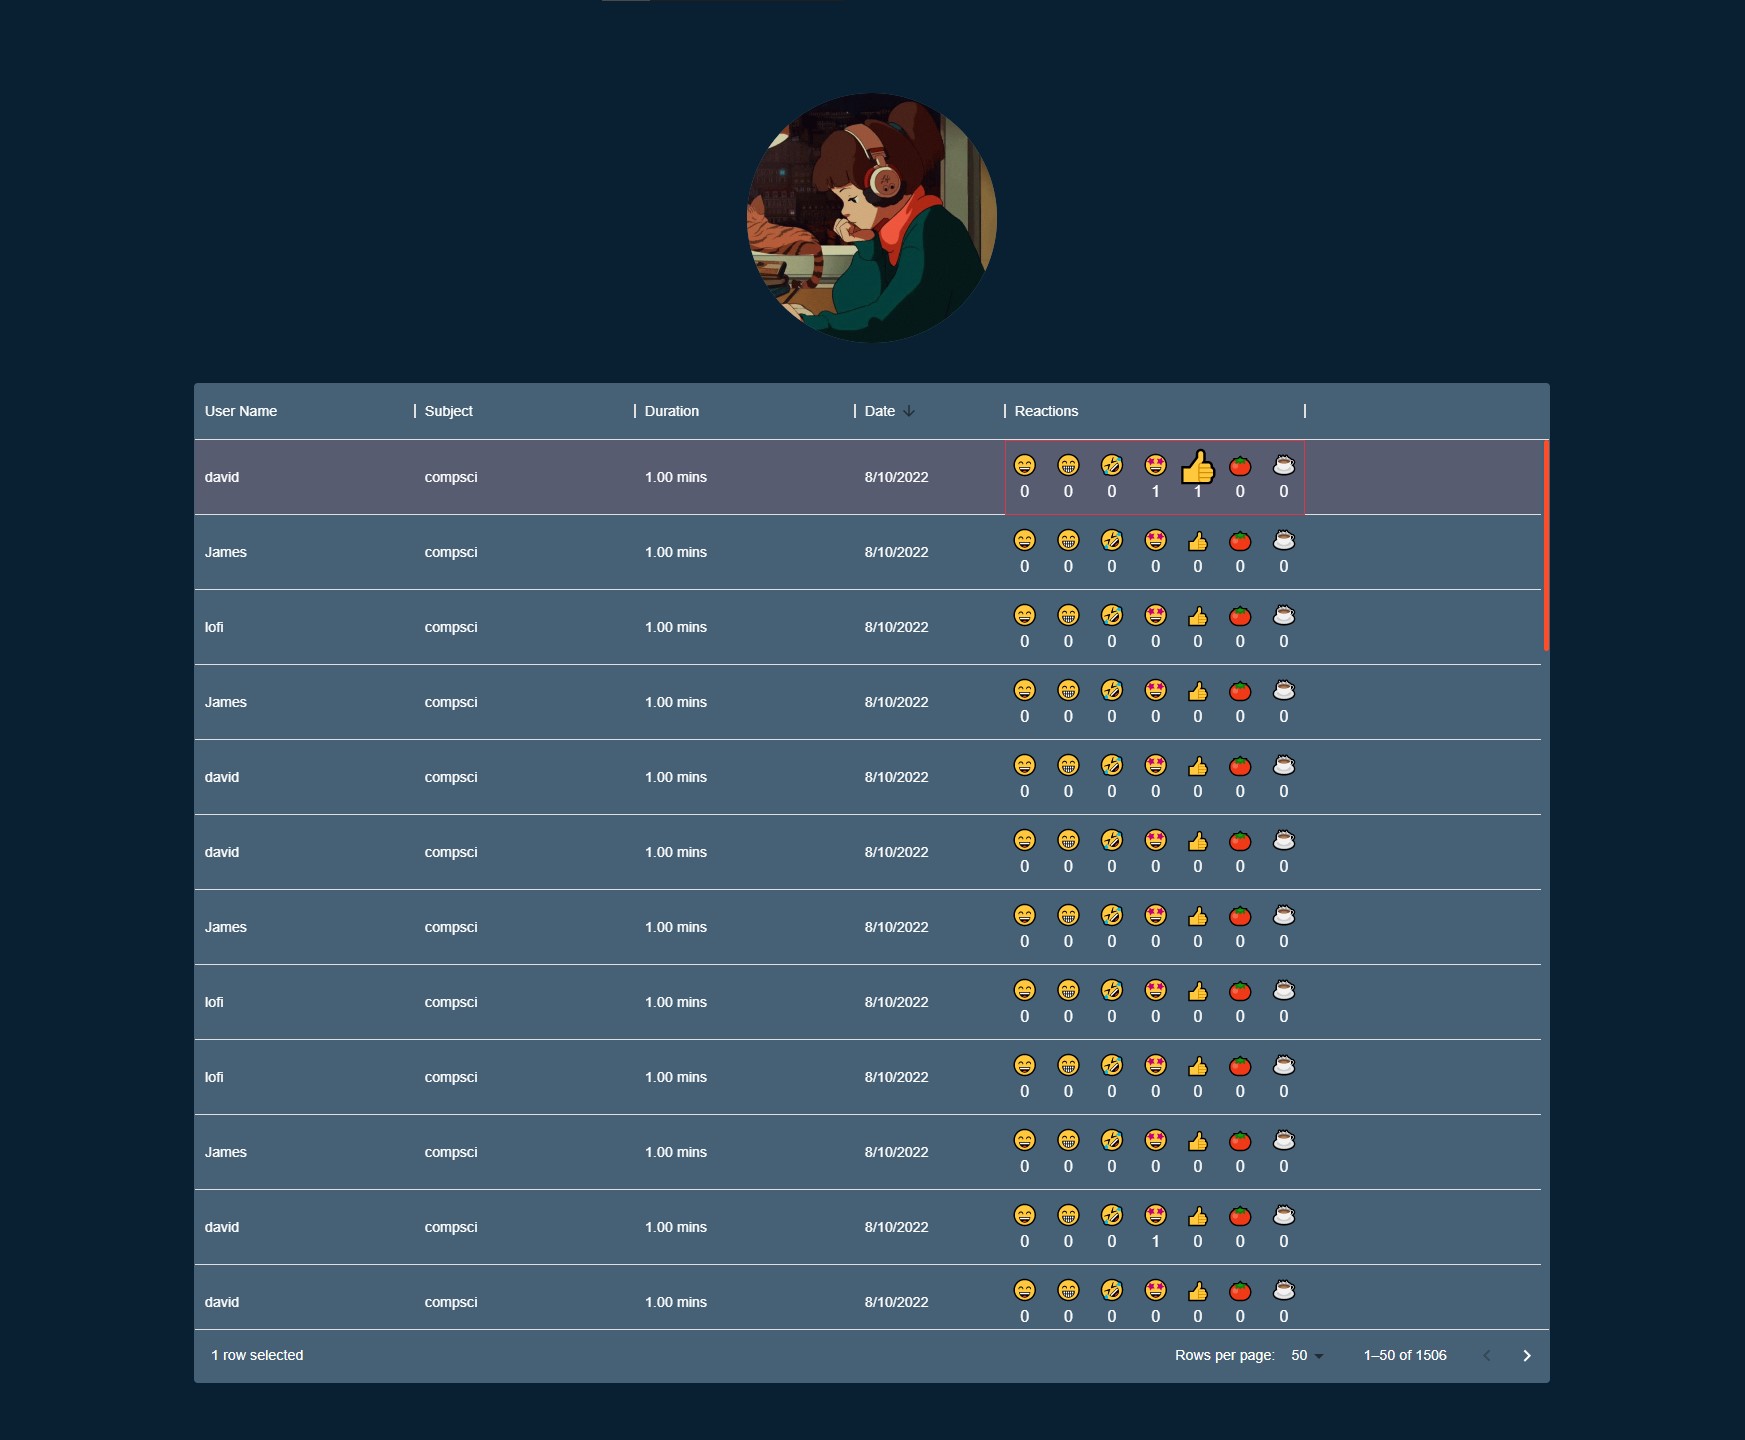 User Name | Subject | Duration | Date ↓ | Reactions |
david compsci 1.00 mins 8/10/2022 😄 😁 🤣 🤩 👍 🍅 ☕
0 0 0 1 1 0 0
James compsci 1.00 mins 8/10/2022 😄 😁 🤣 🤩 👍 🍅 ☕
0 0 0 0 0 0 0
lofi compsci 1.00 mins 8/10/2022 😄 😁 🤣 🤩 👍 🍅 ☕
0 0 0 0 0 0 0
James compsci 1.00 mins 8/10/2022 😄 😁 🤣 🤩 👍 🍅 ☕
0 0 0 0 0 0 0
david compsci 1.00 mins 8/10/2022 😄 😁 🤣 🤩 👍 🍅 ☕
0 0 0 0 0 0 0
david compsci 1.00 mins 8/10/2022 😄 😁 🤣 🤩 👍 🍅 ☕
0 0 0 0 0 0 0
James compsci 1.00 mins 8/10/2022 😄 😁 🤣 🤩 👍 🍅 ☕
0 0 0 0 0 0 0
lofi compsci 1.00 mins 8/10/2022 😄 😁 🤣 🤩 👍 🍅 ☕
0 0 0 0 0 0 0
lofi compsci 1.00 mins 8/10/2022 😄 😁 🤣 🤩 👍 🍅 ☕
0 0 0 0 0 0 0
James compsci 1.00 mins 8/10/2022 😄 😁 🤣 🤩 👍 🍅 ☕
0 0 0 0 0 0 0
david compsci 1.00 mins 8/10/2022 😄 😁 🤣 🤩 👍 🍅 ☕
0 0 0 1 0 0 0
david compsci 1.00 mins 8/10/2022 😄 😁 🤣 🤩 👍 🍅 ☕
0 0 0 0 0 0 0
1 row selected Rows per page: 50 1–50 of 1506